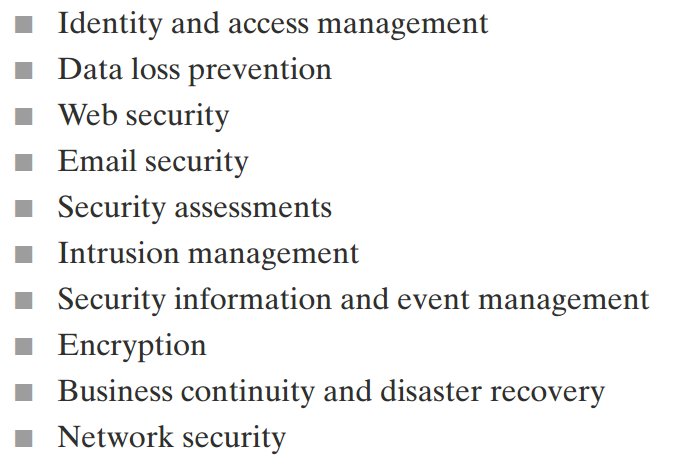 Identity and access management
Data loss prevention
Web security
Email security
Security assessments
Intrusion management
Security information and event management
Encryption
Business continuity and disaster recovery
Network security